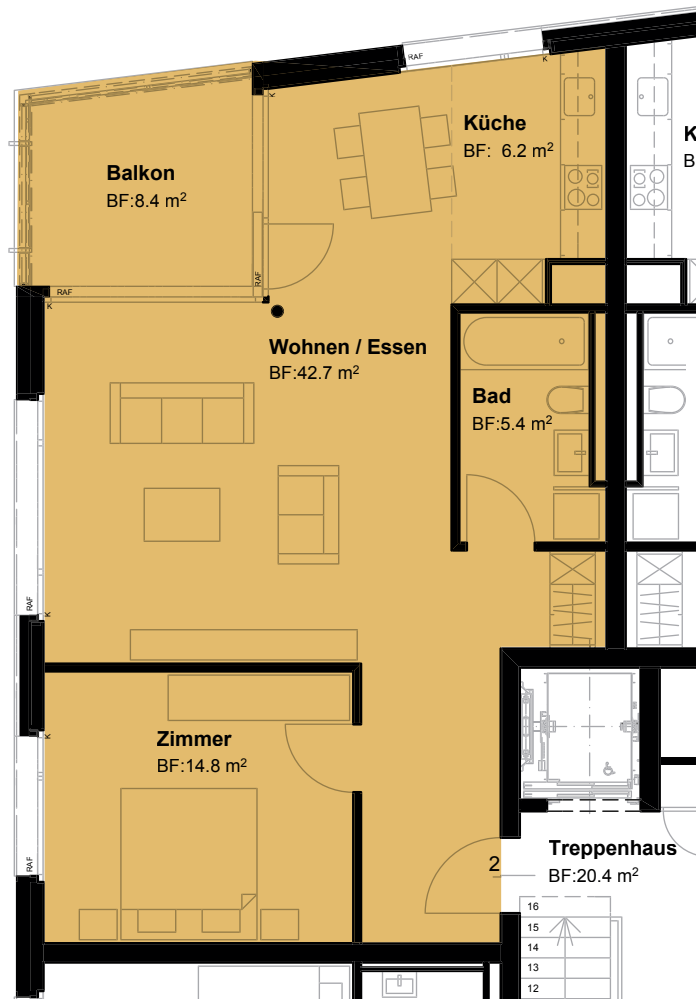 RAF
K
Küche
BF: 6.2 m²
K
B
Balkon
BF:8.4 m²
K
RAF
RAF
K
Wohnen / Essen
BF:42.7 m²
Bad
BF:5.4 m²
RAF
K
K
Zimmer
BF:14.8 m²
RAF
2
Treppenhaus
BF:20.4 m²
16
15
14
13
12